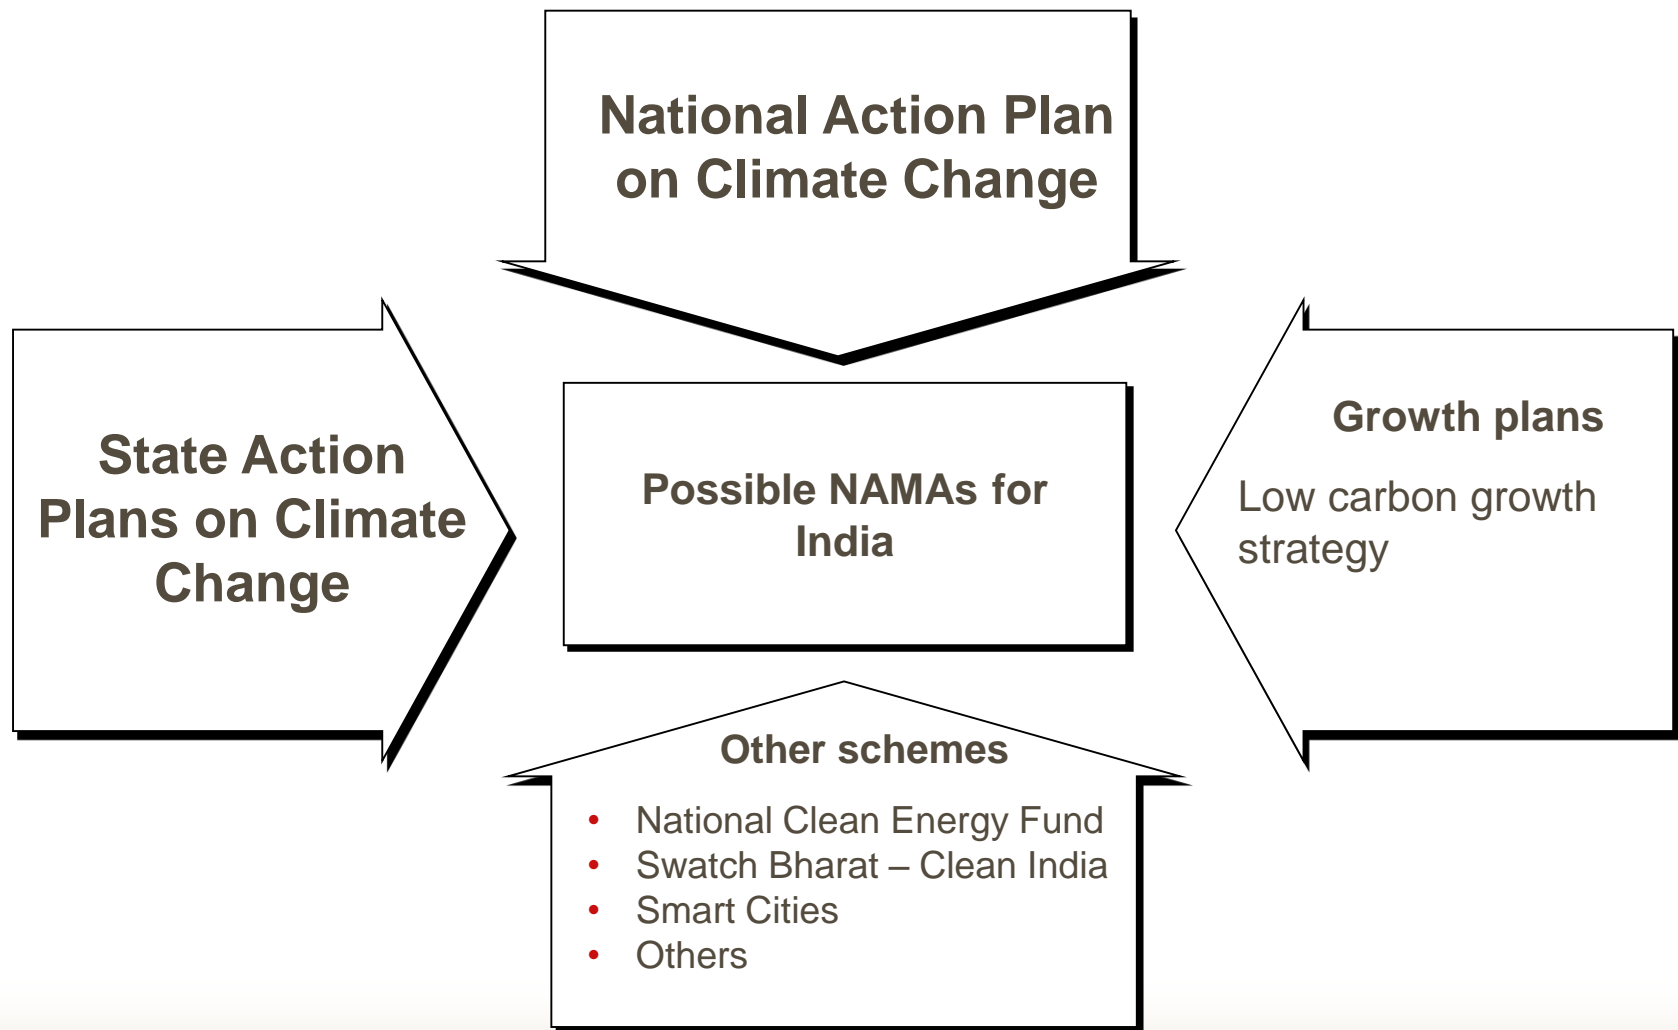 National Action Plan
on Climate Change
State Action
Plans on Climate
Change
Possible NAMAs for
India
Growth plans
Low carbon growth
strategy
Other schemes
• National Clean Energy Fund
• Swatch Bharat – Clean India
• Smart Cities
• Others